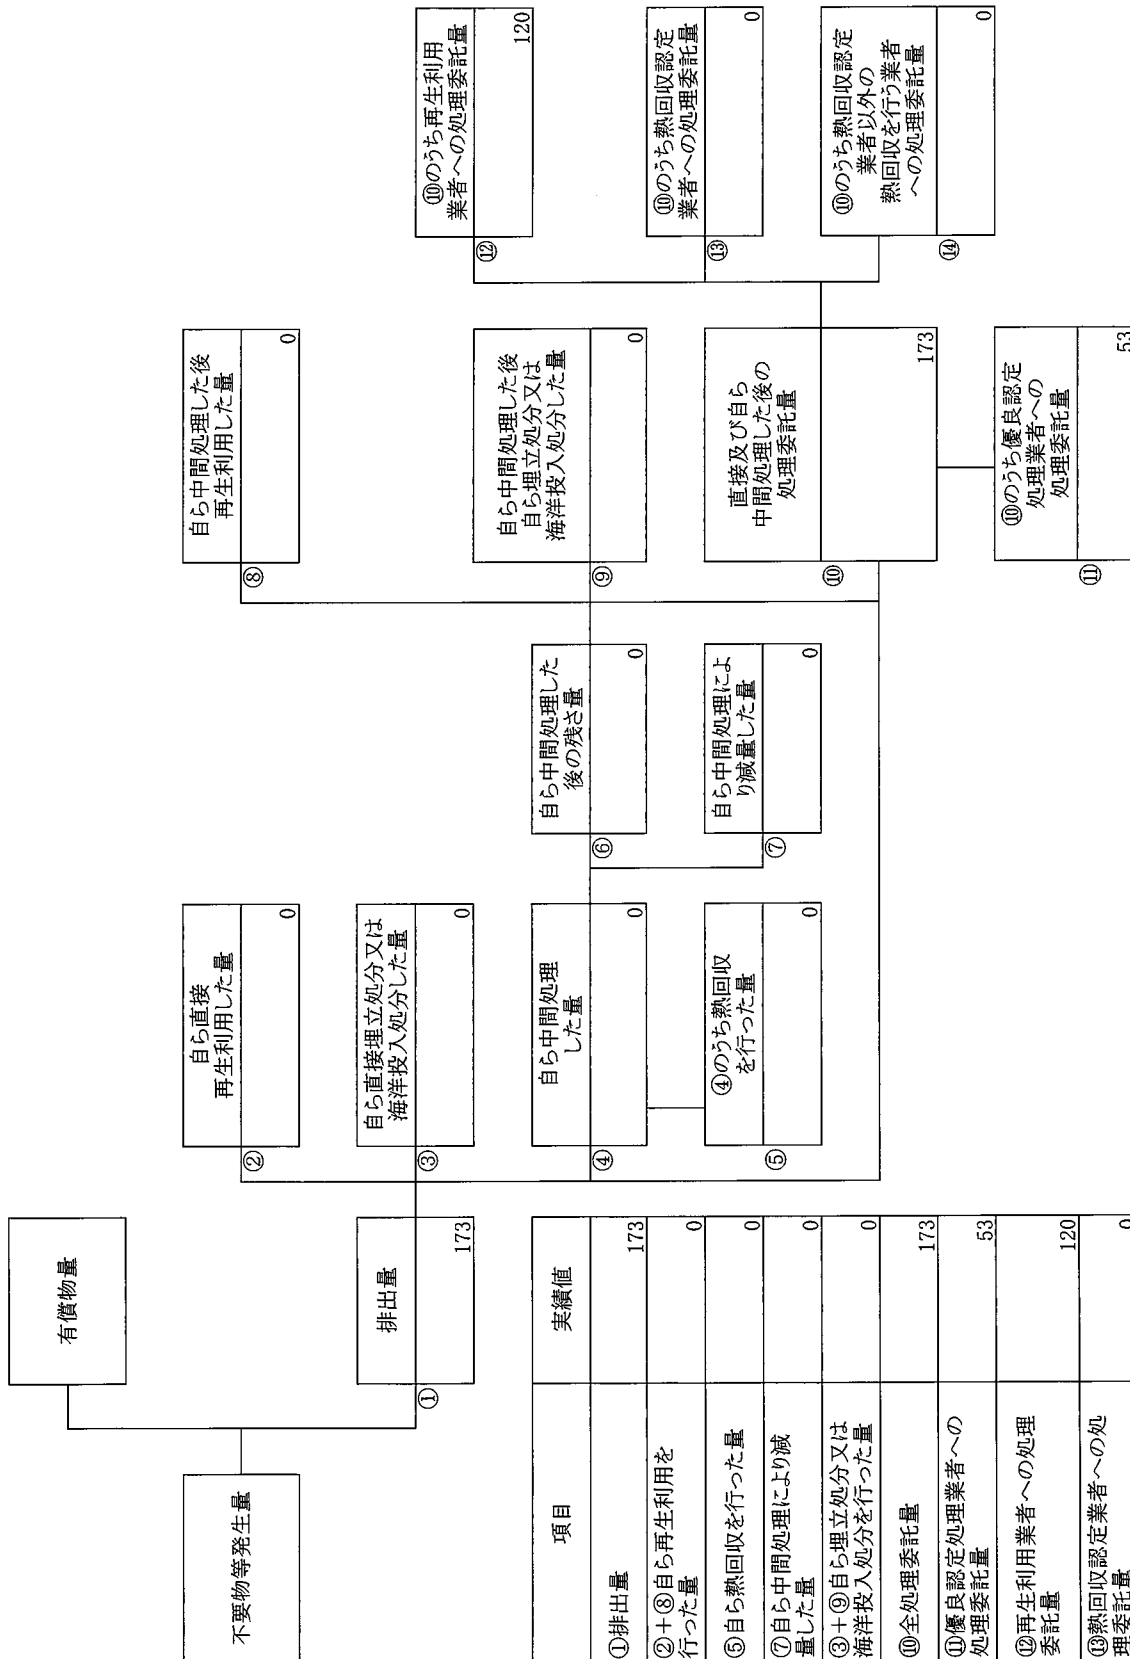 不要物等発生量
有償物量
排出量
①
173
自ら直接
再生利用した量
②
0
自ら直接埋立処分又は
海洋投入処分した量
③
0
自ら中間処理
した量
④
0
④のうち熱回収
を行った量
⑤
0
自ら中間処理した
後の残さ量
⑥
0
自ら中間処理によ
り減量した量
⑦
0
自ら中間処理した後
再生利用した量
⑧
0
自ら中間処理した後
自ら埋立処分又は
海洋投入処分した量
⑨
0
直接及び自ら
中間処理した後の
処理委託量
⑩
173
⑩のうち優良認定
処理業者への
処理委託量
⑪
53
⑩のうち再生利用
業者への処理委託量
⑫
120
⑩のうち熱回収認定
業者への処理委託量
⑬
0
⑩のうち熱回収認定
業者以外の
熱回収を行う業者
への処理委託量
⑭
0
項目 実績値
①排出量 173
②+⑧自ら再生利用を
行った量 0
⑤自ら熱回収を行った量 0
⑦自ら中間処理により減
量した量 0
③+⑨自ら埋立処分又は
海洋投入処分を行った量 0
⑩全処理委託量 173
⑪優良認定処理業者への
処理委託量 53
⑫再生利用業者への処理
委託量 120
⑬熱回収認定業者への処
理委託量 0